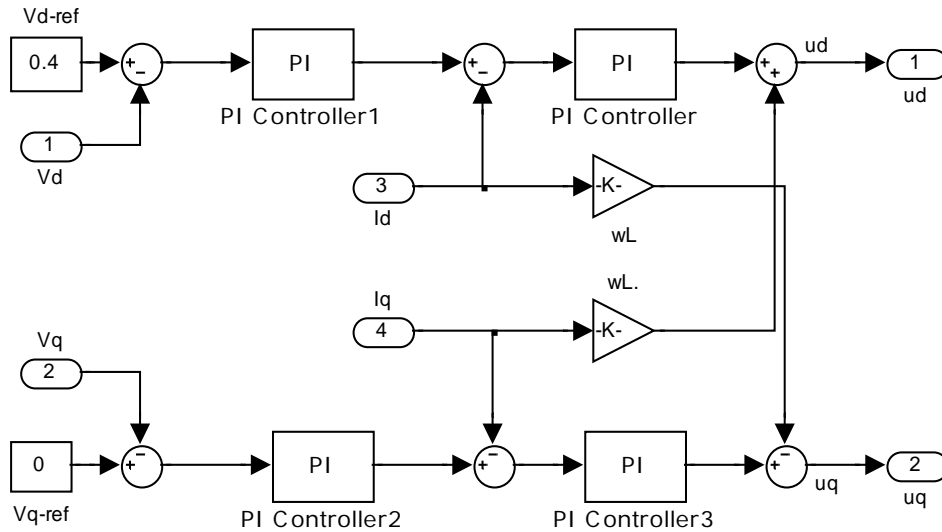 Vd-ref
0.4
+
−
PI
PI Controller1
+
−
PI
PI Controller
+
+
ud
1
ud
1
Vd
3
Id
-K-
wL
wL.
Iq
4
-K-
Vq
2
0
Vq-ref
+
−
PI
PI Controller2
+
−
PI
PI Controller3
+
−
uq
2
uq